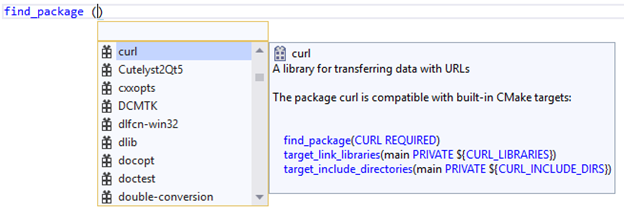 find_package ()
curl
Cutelyst2Qt5
cxxopts
DCMTK
dlfcn-win32
dlib
docopt
doctest
double-conversion
curl
A library for transferring data with URLs
The package curl is compatible with built-in CMake targets:
find_package(CURL REQUIRED)
target_link_libraries(main PRIVATE ${CURL_LIBRARIES})
target_include_directories(main PRIVATE ${CURL_INCLUDE_DIRS})